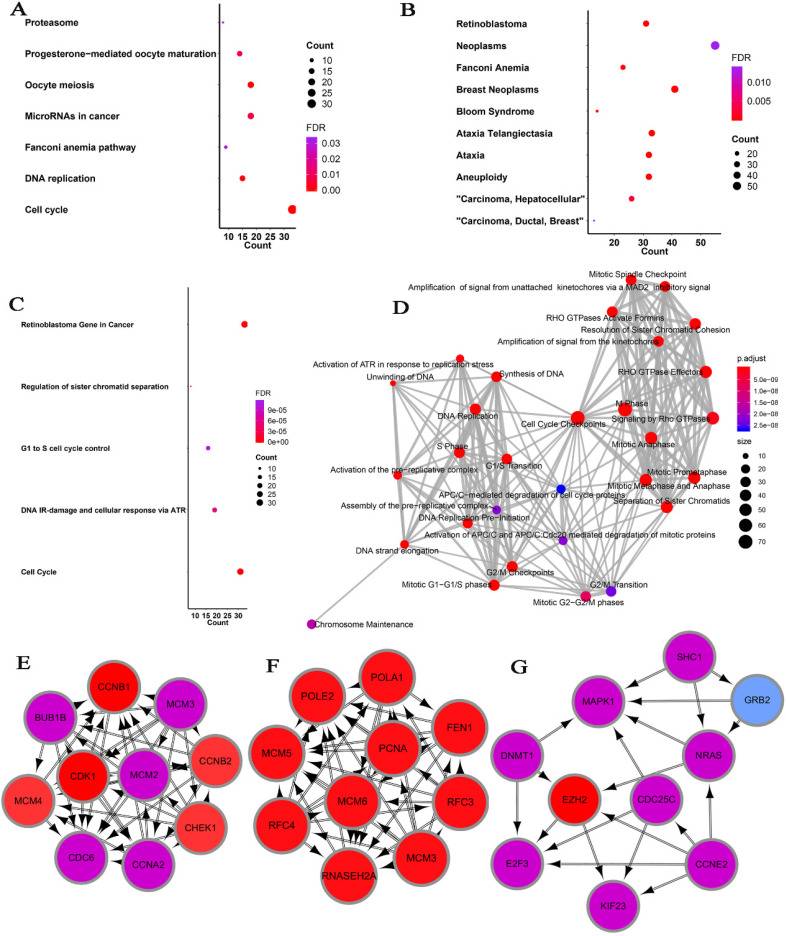 A
Proteasome
Progesterone−mediated oocyte maturation
Oocyte meiosis
MicroRNAs in cancer
Fanconi anemia pathway
DNA replication
Cell cycle
10 15 20 25 30
Count
Count
10
15
20
25
30
FDR
0.03
0.02
0.01
0.00
B
Retinoblastoma
Neoplasms
Fanconi Anemia
Breast Neoplasms
Bloom Syndrome
Ataxia Telangiectasia
Ataxia
Aneuploidy
"Carcinoma, Hepatocellular"
"Carcinoma, Ductal, Breast"
20 30 40 50
Count
FDR
0.010
0.005
Count
20
30
40
50
C
Retinoblastoma Gene in Cancer
Regulation of sister chromatid separation
G1 to S cell cycle control
DNA IR-damage and cellular response via ATR
Cell Cycle
10 15 20 25 30
Count
FDR
9e-05
6e-05
3e-05
0e+00
Count
10
15
20
25
30
D
Mitotic Spindle Checkpoint
Amplification of signal from unattached kinetochores via a MAD2 inhibitory signal
RHO GTPases Activate Formins
Resolution of Sister Chromatid Cohesion
Amplification of signal from the kinetochores
Activation of ATR in response to replication stress
Unwinding of DNA
Synthesis of DNA
RHO GTPase Effectors
M Phase
DNA Replication
Cell Cycle Checkpoints
Signaling by Rho GTPases
Mitotic Anaphase
S Phase
G1/S Transition
Activation of the pre-replicative complex
Mitotic Prometaphase
Mitotic Metaphase and Anaphase
APC/C-mediated degradation of cell cycle proteins
Separation of Sister Chromatids
Assembly of the pre-replicative complex
DNA Replication Pre-Initiation
Activation of APC/C and APC/C:Cdc20 mediated degradation of mitotic proteins
DNA strand elongation
G2/M Checkpoints
Mitotic G1−G1/S phases
G2/M Transition
Mitotic G2−G2/M phases
Chromosome Maintenance
p.adjust
5.0e−09
1.0e−08
1.5e−08
2.0e−08
2.5e−08
size
10
20
30
40
50
60
70
E
CCNB1
BUB1B
MCM3
CCNB2
CDK1
MCM2
MCM4
CHEK1
CDC6
CCNA2
F
POLA1
POLE2
FEN1
PCNA
MCM5
MCM6
RFC3
RFC4
MCM3
RNASEH2A
G
SHC1
MAPK1
GRB2
DNMT1
NRAS
EZH2
CDC25C
E2F3
CCNE2
KIF23